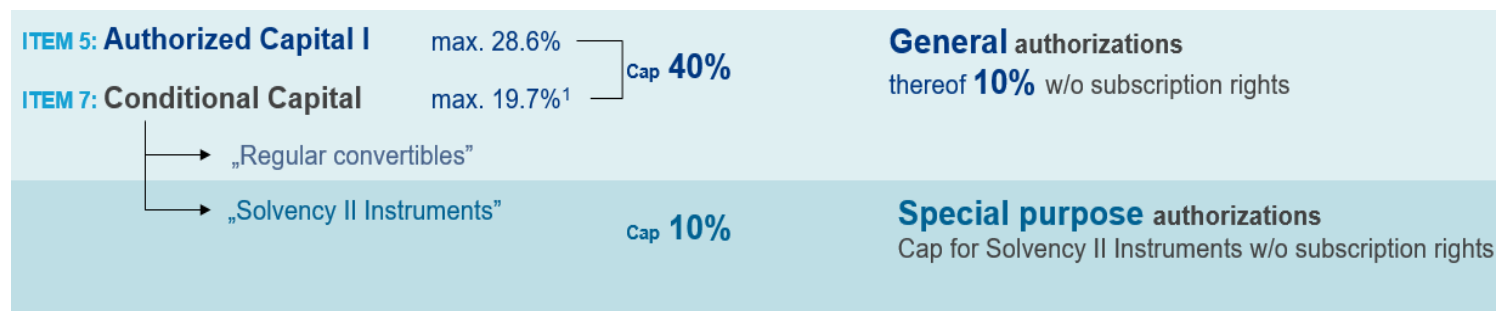 ITEM 5: Authorized Capital I max. 28.6%
Cap 40%
General authorizations
thereof 10% w/o subscription rights
ITEM 7: Conditional Capital max. 19.7%¹
„Regular convertibles”
„Solvency II Instruments”
Cap 10%
Special purpose authorizations
Cap for Solvency II Instruments w/o subscription rights